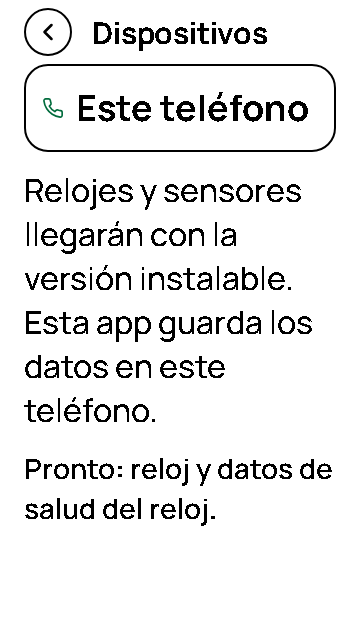 Dispositivos
Este teléfono
Relojes y sensores
llegarán con la
versión instalable.
Esta app guarda los
datos en este
teléfono.
Pronto: reloj y datos de
salud del reloj.